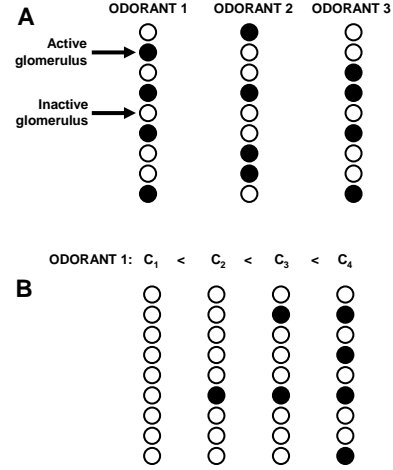 A
ODORANT 1 ODORANT 2 ODORANT 3
Active
glomerulus
Inactive
glomerulus
ODORANT 1: C₁ < C₂ < C₃ < C₄
B